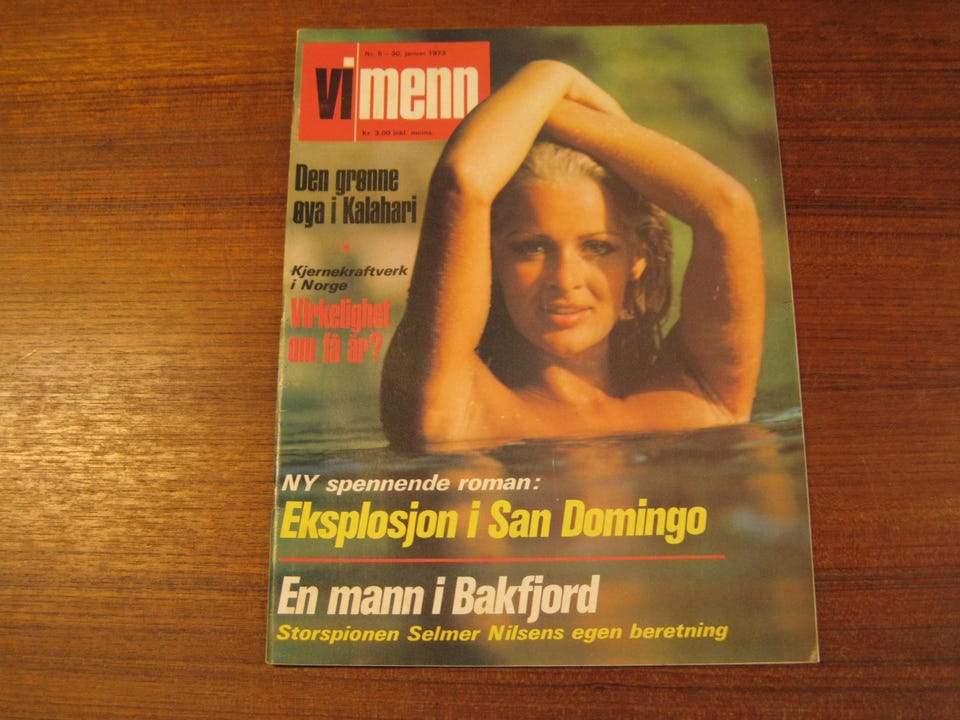 Nr. 5 - 30. januar 1973
vi menn
Kr. 3,00 inkl. moms.
Den grønne
øya i Kalahari
Kjernekraftverk
i Norge
Virkelighet
om få år?
NY spennende roman:
Eksplosjon i San Domingo
En mann i Bakfjord
Storspionen Selmer Nilsens egen beretning